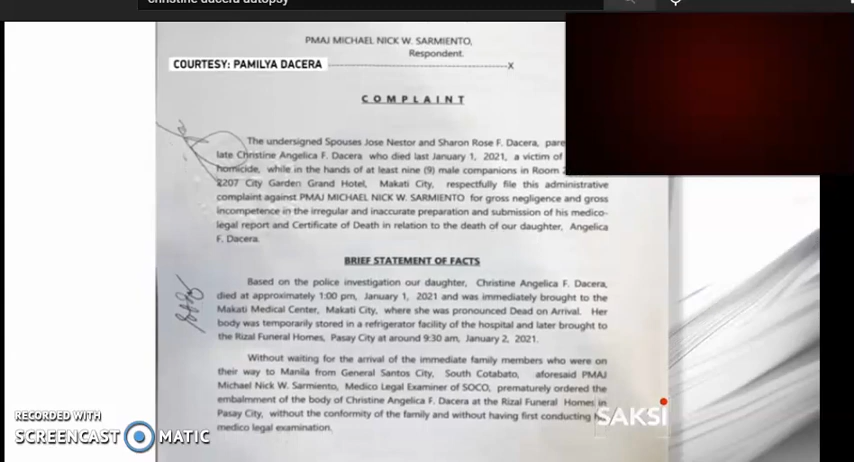 christine dacera autopsy
PMAJ MICHAEL NICK W. SARMIENTO,
Respondent.
COURTESY: PAMILYA DACERA ----------------------------------------x
C O M P L A I N T
The undersigned Spouses Jose Nestor and Sharon Rose F. Dacera,
late Christine Angelica F. Dacera who died last January 1, 2021, a victim of
homicide, while in the hands of at least nine (9) male companions in Room
2207 City Garden Grand Hotel, Makati City, respectfully file this administrative
complaint against PMAJ MICHAEL NICK W. SARMIENTO for gross negligence and gross
incompetence in the irregular and inaccurate preparation and submission of his medico-
legal report and Certificate of Death in relation to the death of our daughter, Angelica
F. Dacera.
BRIEF STATEMENT OF FACTS
Based on the police investigation our daughter, Christine Angelica F. Dacera,
died at approximately 1:00 pm, January 1, 2021 and was immediately brought to the
Makati Medical Center, Makati City, where she was pronounced Dead on Arrival. Her
body was temporarily stored in a refrigerator facility of the hospital and later brought to
the Rizal Funeral Homes, Pasay City at around 9:30 am, January 2, 2021.
Without waiting for the arrival of the immediate family members who were on
their way to Manila from General Santos City, South Cotabato, aforesaid PMAJ
Michael Nick W. Sarmiento, Medico Legal Examiner of SOCO, prematurely ordered the
embalmment of the body of Christine Angelica F. Dacera at the Rizal Funeral Homes in
Pasay City, without the conformity of the family and without having first conducting
medico legal examination.
SAKSI
RECORDED WITH
SCREENCAST MATIC